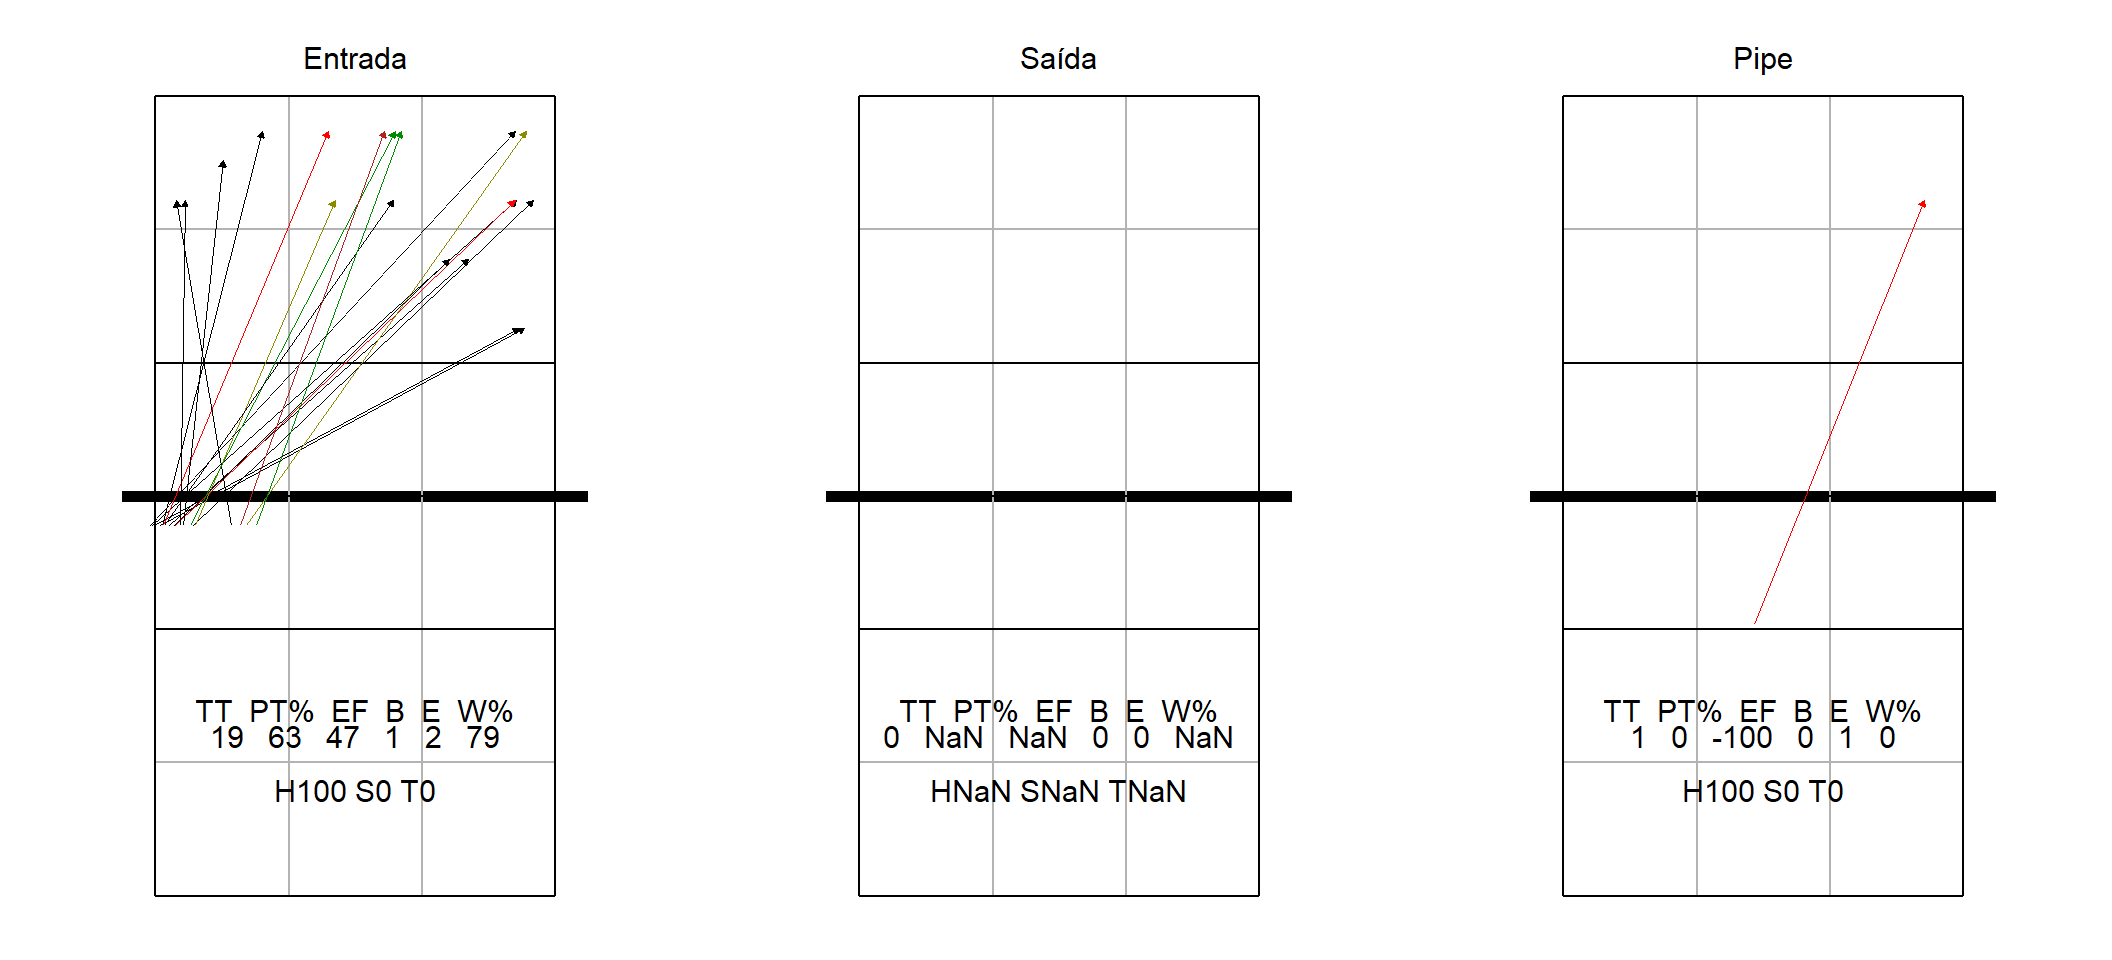 Entrada
TT PT% EF B E W%
19 63 47 1 2 79
H100 S0 T0
Saída
TT PT% EF B E W%
0 NaN NaN 0 0 NaN
HNaN SNaN TNaN
Pipe
TT PT% EF B E W%
1 0 -100 0 1 0
H100 S0 T0